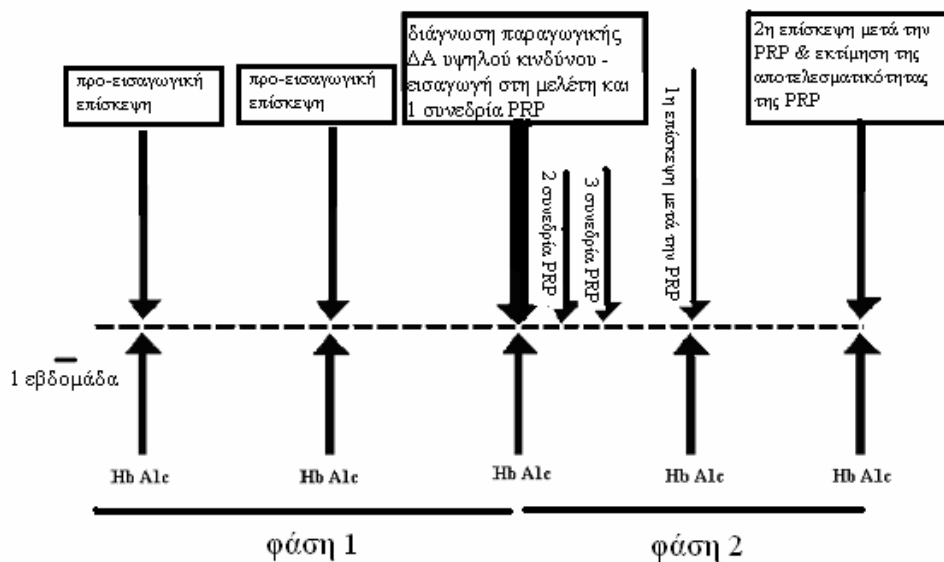 προ-εισαγωγική
επίσκεψη
προ-εισαγωγική
επίσκεψη
διάγνωση παραγωγικής
ΔΑ υψηλού κινδύνου -
εισαγωγή στη μελέτη και
1 συνεδρία PRP
2η επίσκεψη μετά την
PRP & εκτίμηση της
αποτελεσματικότητας
της PRP
2 συνεδρία PRP
3 συνεδρία PRP
1η επίσκεψη μετά την PRP
1 εβδομάδα
Hb A1c
Hb A1c
Hb A1c
Hb A1c
Hb A1c
φάση 1
φάση 2